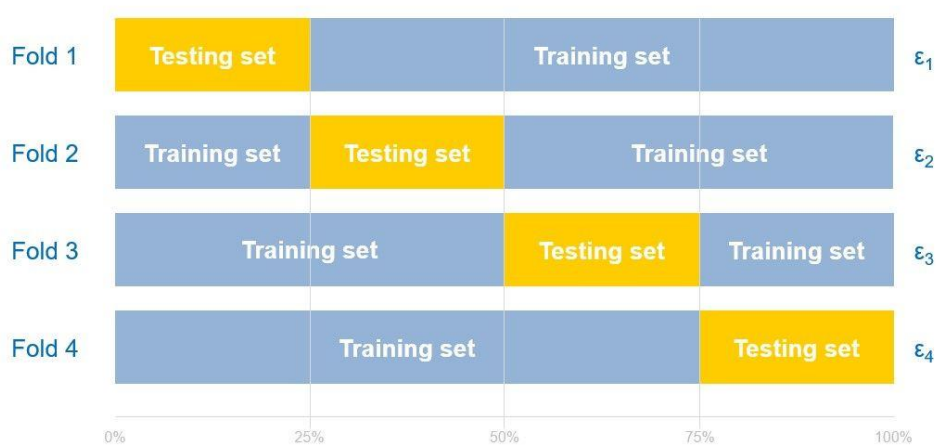 Fold 1 Testing set Training set ε₁
Fold 2 Training set Testing set Training set ε₂
Fold 3 Training set Testing set Training set ε₃
Fold 4 Training set Testing set ε₄
0% 25% 50% 75% 100%